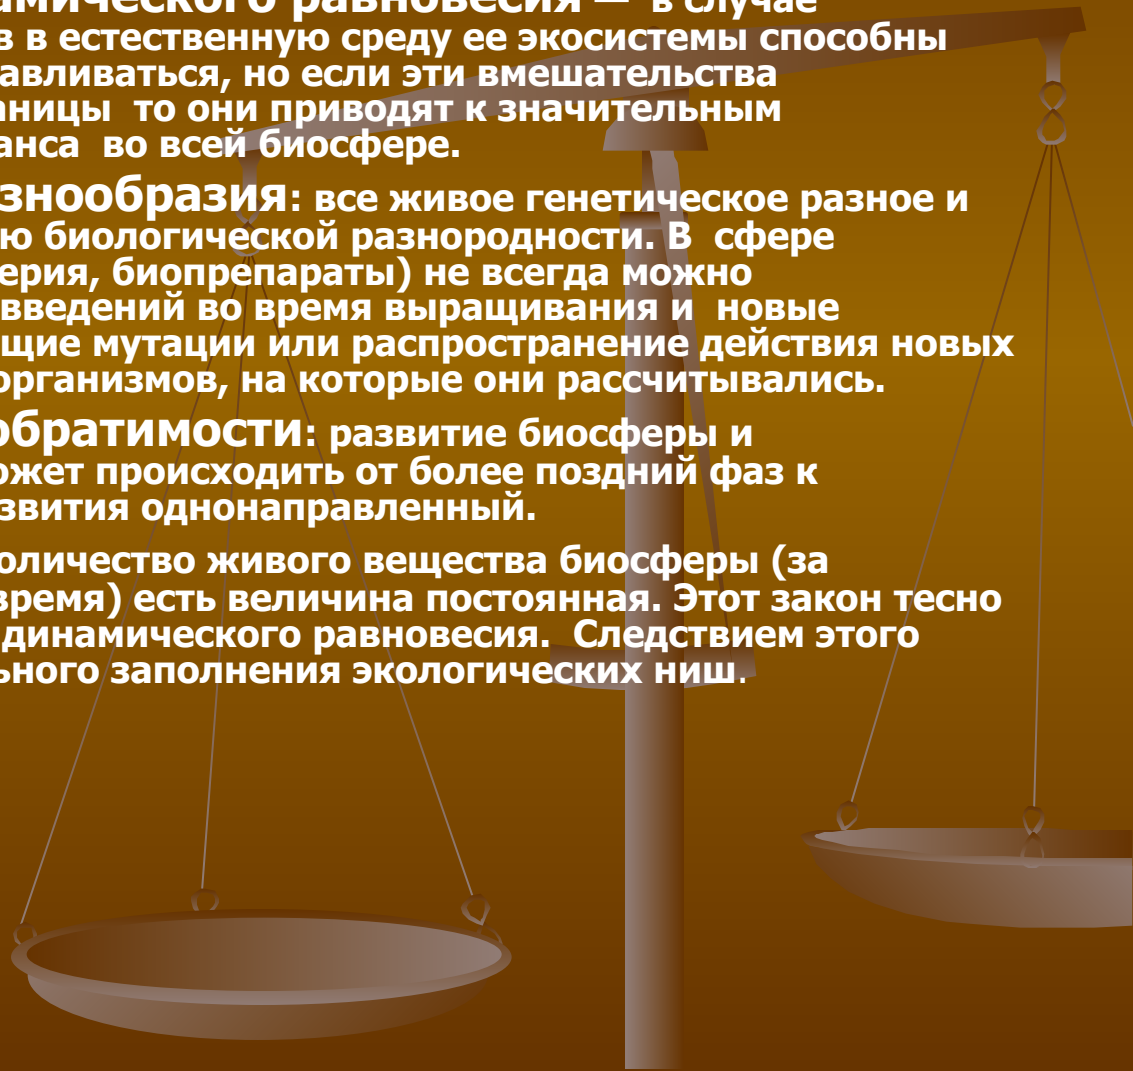 амического равновесия — в случае
в в естественную среду ее экосистемы способны
авливаться, но если эти вмешательства
аницы то они приводят к значительным
анса во всей биосфере.
знообразия: все живое генетическое разное и
ю биологической разнородности. В сфере
ерия, биопрепараты) не всегда можно
введений во время выращивания и новые
щие мутации или распространение действия новых
организмов, на которые они рассчитывались.
обратимости: развитие биосферы и
ожет происходить от более поздний фаз к
звития однонаправленный.
оличество живого вещества биосферы (за
время) есть величина постоянная. Этот закон тесно
динамического равновесия. Следствием этого
ьного заполнения экологических ниш.